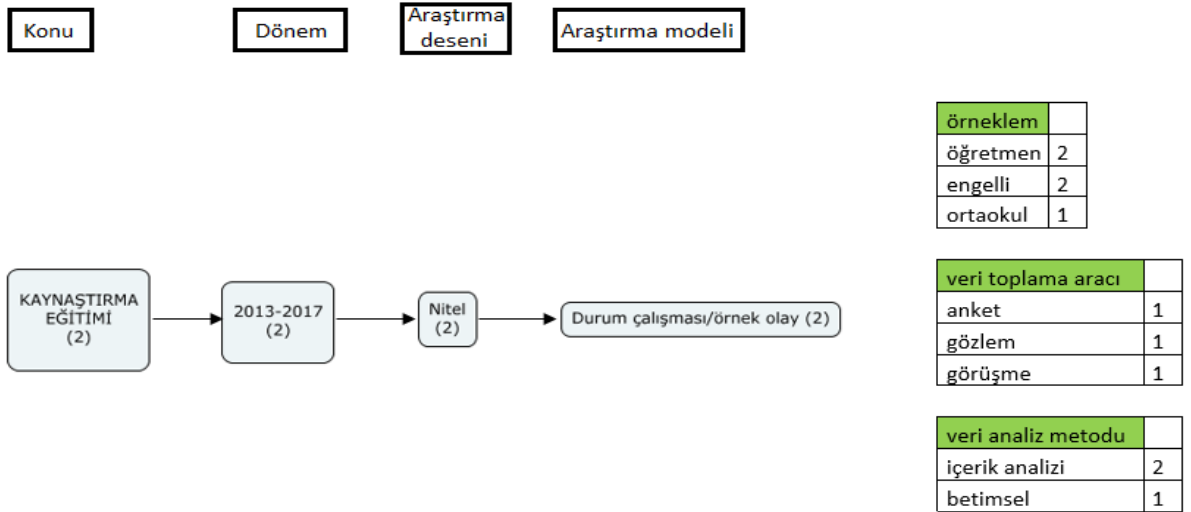 Konu
Dönem
Araştırma
deseni
Araştırma modeli
örneklem
öğretmen 2
engelli 2
ortaokul 1
KAYNAŞTIRMA
EĞİTİMİ
(2)
2013-2017
(2)
Nitel
(2)
Durum çalışması/örnek olay (2)
veri toplama aracı
anket 1
gözlem 1
görüşme 1
veri analiz metodu
içerik analizi 2
betimsel 1